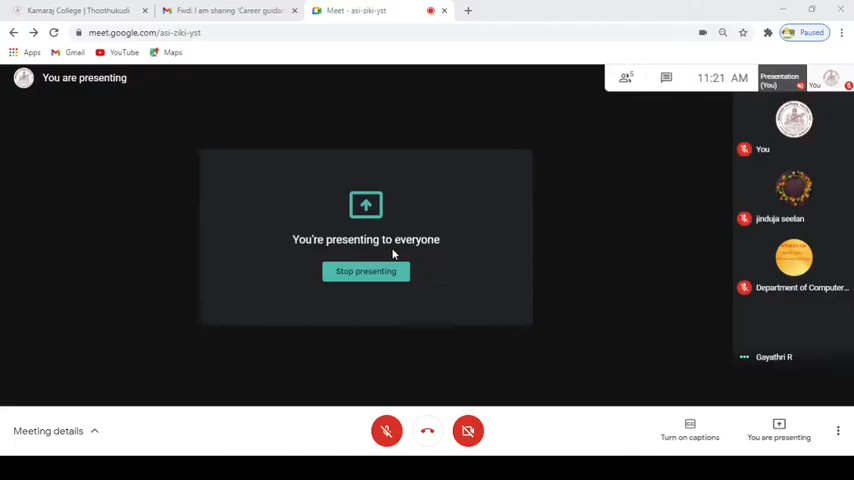 Kamaraj College | Thoothukudi
Fwd: I am sharing 'Career guidan
Meet - asi-ziki-yst
meet.google.com/asi-ziki-yst
Paused
Apps
Gmail
YouTube
Maps
You are presenting
5
11:21 AM
Presentation
(You)
You
You
jinduja seelan
You're presenting to everyone
Stop presenting
Department of Computer...
Gayathri R
Meeting details
Turn on captions
You are presenting